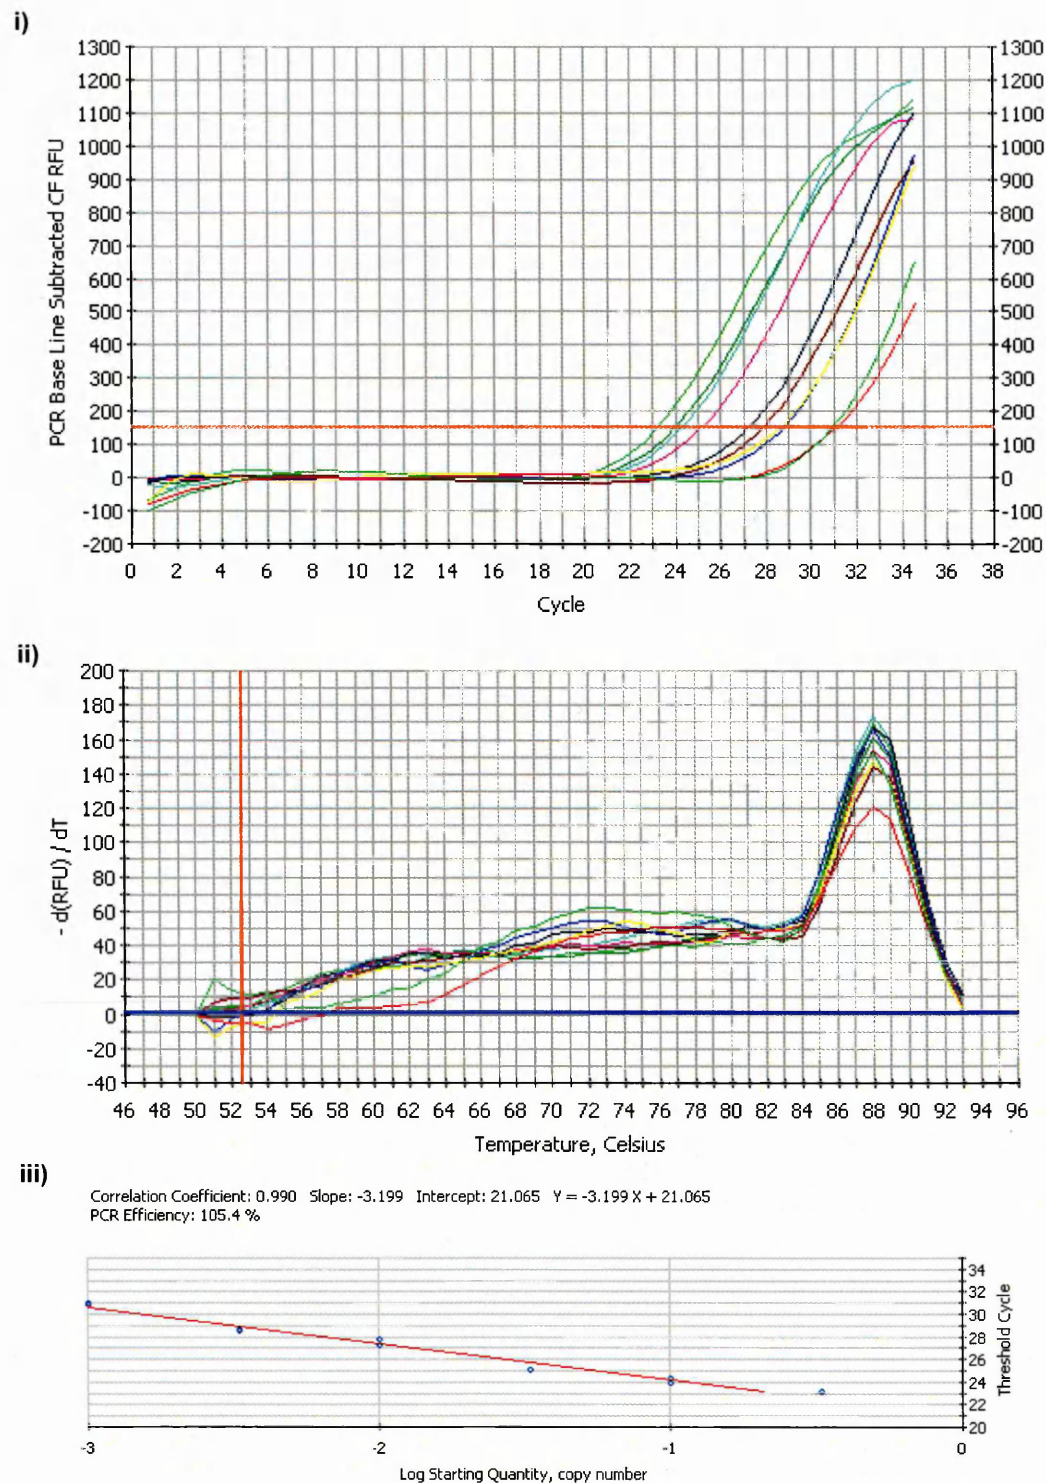 i)
1300 1300
1200 1200
1100 1100
1000 1000
900 900
800 800
700 700
600 600
500 500
400 400
300 300
200 200
100 100
0 0
-100 -100
-200 -200
PCR Base Line Subtracted CF RFU
0 2 4 6 8 10 12 14 16 18 20 22 24 26 28 30 32 34 36 38
Cycle
ii)
200
180
160
140
120
100
80
60
40
20
0
-20
-40
- d(RFU) / dT
46 48 50 52 54 56 58 60 62 64 66 68 70 72 74 76 78 80 82 84 86 88 90 92 94 96
Temperature, Celsius
iii)
Correlation Coefficient: 0.990 Slope: -3.199 Intercept: 21.065 Y = -3.199 X + 21.065
PCR Efficiency: 105.4 %
34
32
30
28
26
24
22
20
Threshold Cycle
-3 -2 -1 0
Log Starting Quantity, copy number